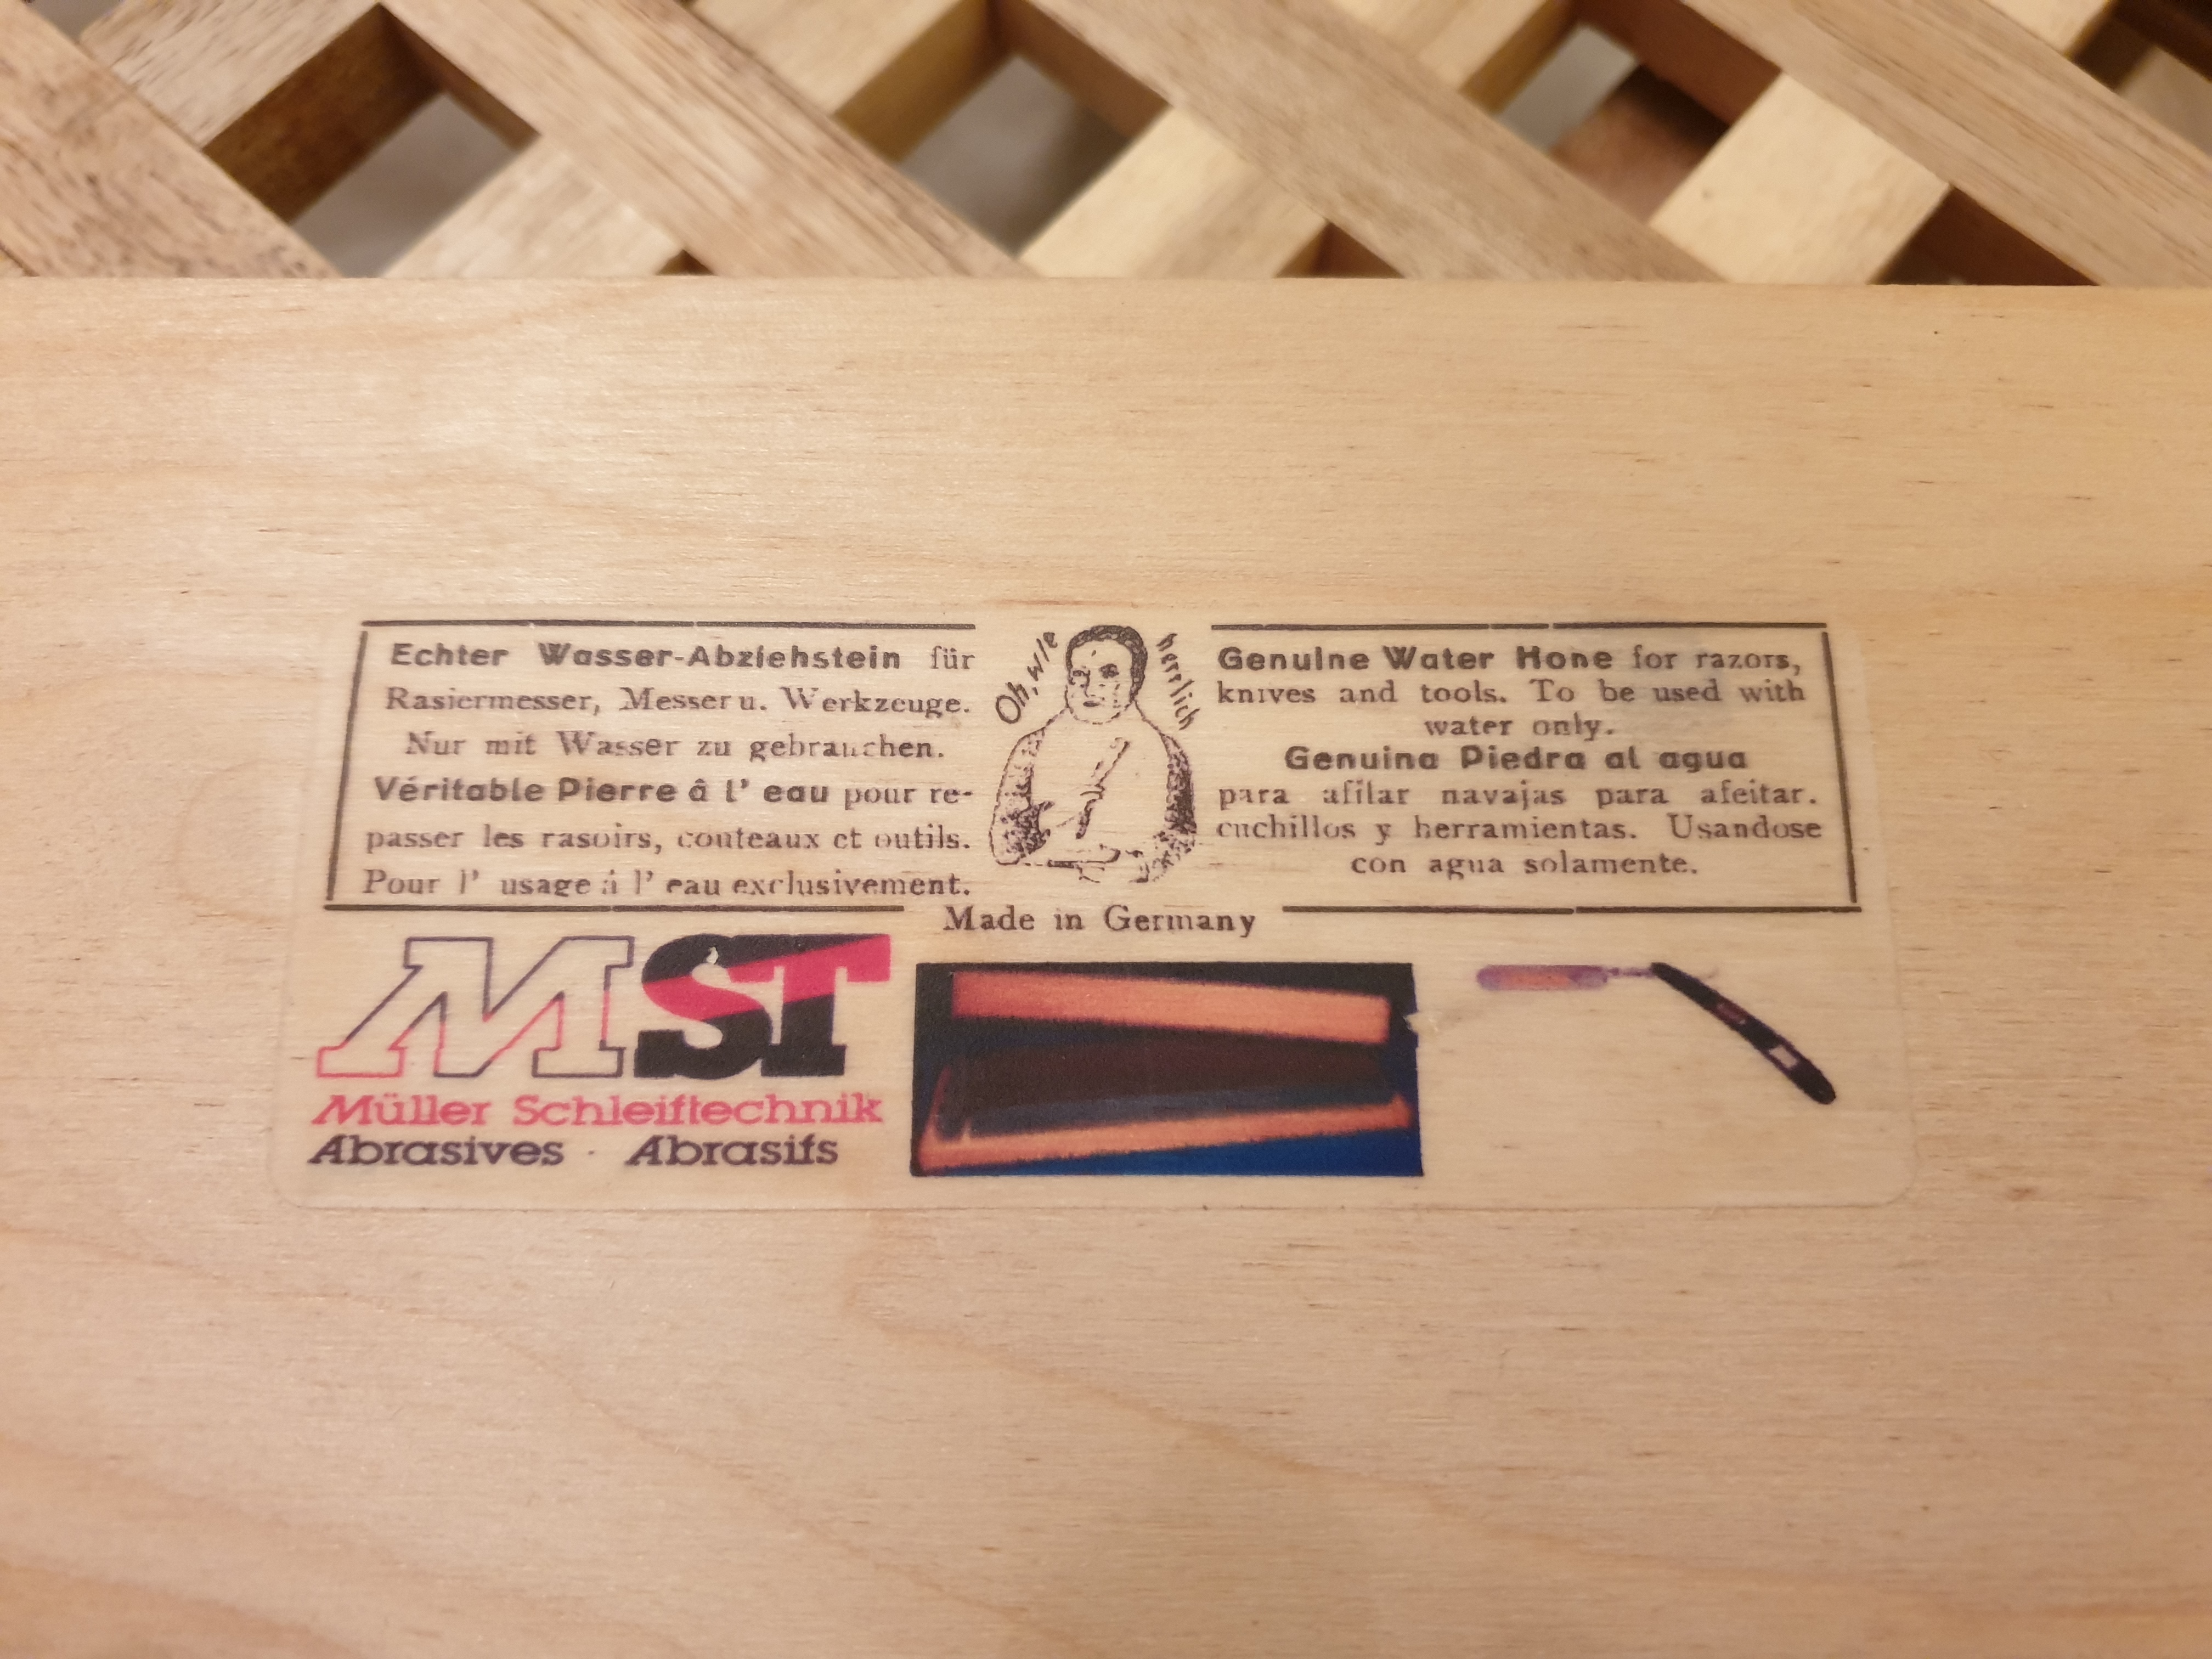 Echter Wasser-Abziehstein für
Rasiermesser, Messer u. Werkzeuge.
Nur mit Wasser zu gebrauchen.
Véritable Pierre â l' eau pour re-
passer les rasoirs, couteaux et outils.
Pour l' usage á l' eau exclusivement.
Oh, wie herrlich
Genuine Water Hone for razors,
knives and tools. To be used with
water only.
Genuina Piedra al agua
para afilar navajas para afeitar.
cuchillos y herramientas. Usandose
con agua solamente.
Made in Germany
MST
Müller Schleiftechnik
Abrasives · Abrasifs